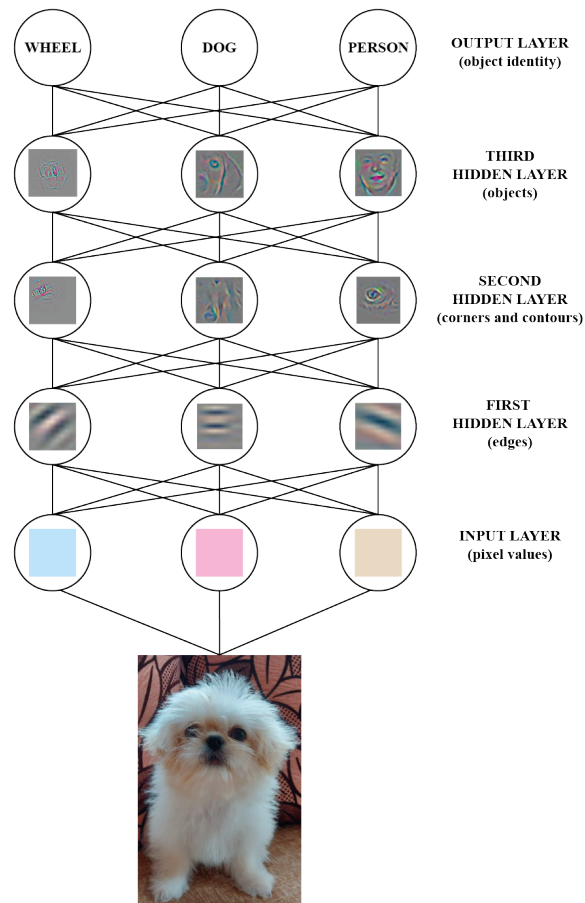 WHEEL
DOG
PERSON
OUTPUT LAYER
(object identity)
THIRD
HIDDEN LAYER
(objects)
SECOND
HIDDEN LAYER
(corners and contours)
FIRST
HIDDEN LAYER
(edges)
INPUT LAYER
(pixel values)